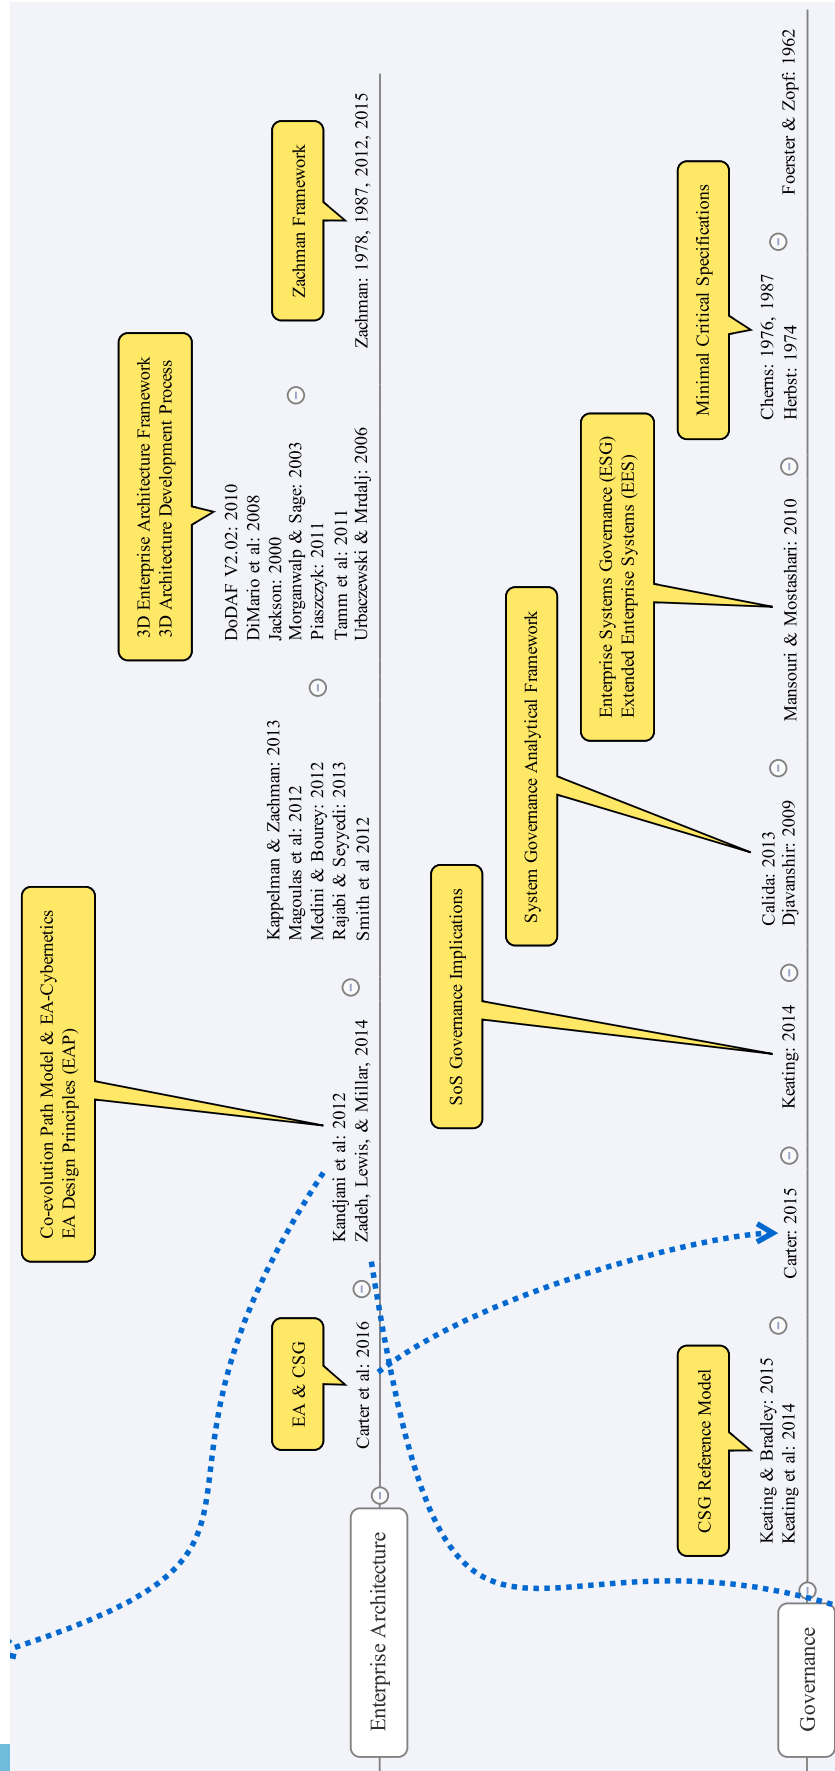 Enterprise Architecture
EA & CSG
Carter et al: 2016
Co-evolution Path Model & EA-Cybernetics
EA Design Principles (EAP)
Kandjani et al: 2012
Zadeh, Lewis, & Millar, 2014
Kappelman & Zachman: 2013
Magoulas et al: 2012
Medini & Bourey: 2012
Rajabi & Seyyedi: 2013
Smith et al 2012
3D Enterprise Architecture Framework
3D Architecture Development Process
DoDAF V2.02: 2010
DiMario et al: 2008
Jackson: 2000
Morganwalp & Sage: 2003
Piaszczyk: 2011
Tamm et al: 2011
Urbaczewski & Mrdalj: 2006
Zachman Framework
Zachman: 1978, 1987, 2012, 2015
Governance
CSG Reference Model
Keating & Bradley: 2015
Keating et al: 2014
Carter: 2015
SoS Governance Implications
Keating: 2014
System Governance Analytical Framework
Calida: 2013
Djavanshir: 2009
Enterprise Systems Governance (ESG)
Extended Enterprise Systems (EES)
Mansouri & Mostashari: 2010
Minimal Critical Specifications
Cherns: 1976, 1987
Herbst: 1974
Foerster & Zopf: 1962